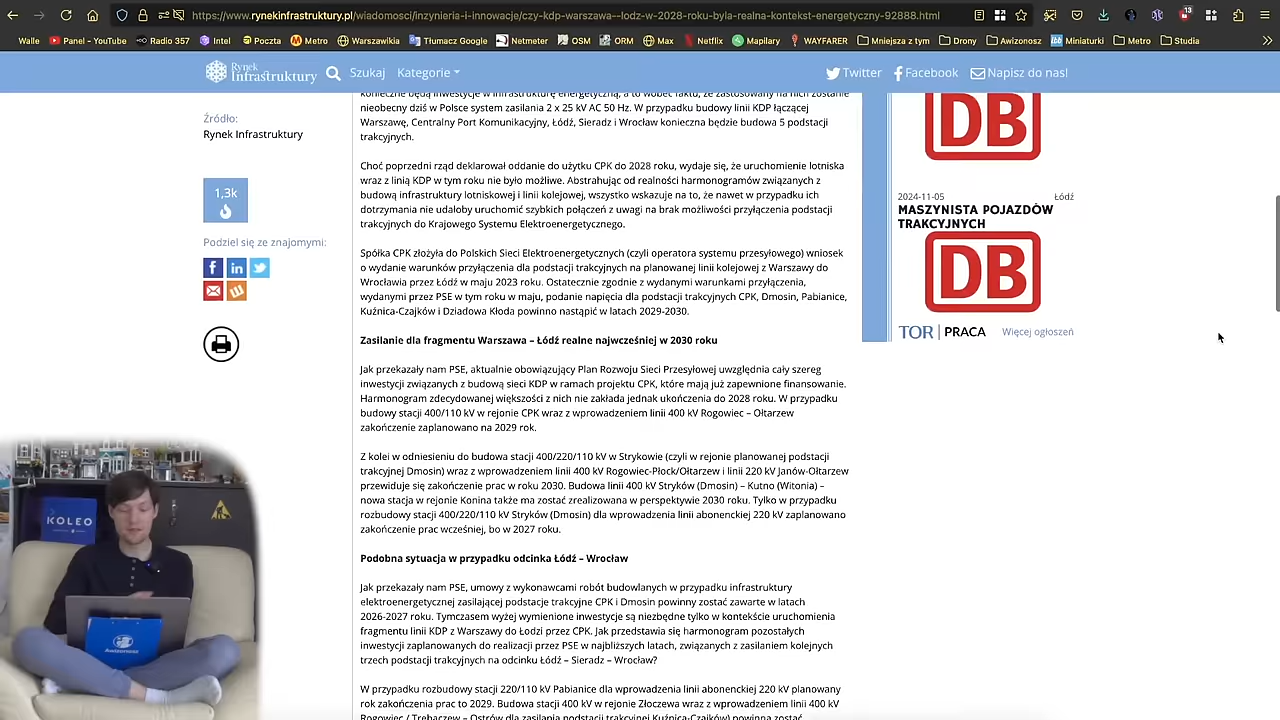 https://www.rynekinfrastruktury.pl/wiadomosci/inzynieria-i-innowacje/czy-kdp-warszawa--lodz-w-2028-roku-byla-realna-kontekst-energetyczny-92888.html
13
Walle
Panel - YouTube
Radio 357
Intel
Poczta
Metro
Warszawikia
Tłumacz Google
Netmeter
OSM
ORM
Max
Netflix
Mapilary
WAYFARER
Mniejsza z tym
Drony
Awizonosz
Miniaturki
Metro
Studia
Rynek
Infrastruktury
Szukaj
Kategorie
Twitter
Facebook
Napisz do nas!
Źródło:
Rynek Infrastruktury
1,3k
Podziel się ze znajomymi:
konieczne będą inwestycje w infrastrukturę energetyczną, a to wobec faktu, że zastosowany na nich zostanie
nieobecny dziś w Polsce system zasilania 2 x 25 kV AC 50 Hz. W przypadku budowy linii KDP łączącej
Warszawę, Centralny Port Komunikacyjny, Łódź, Sieradz i Wrocław konieczna będzie budowa 5 podstacji
trakcyjnych.
Choć poprzedni rząd deklarował oddanie do użytku CPK do 2028 roku, wydaje się, że uruchomienie lotniska
wraz z linią KDP w tym roku nie było możliwe. Abstrahując od realności harmonogramów związanych z
budową infrastruktury lotniskowej i linii kolejowej, wszystko wskazuje na to, że nawet w przypadku ich
dotrzymania nie udałoby uruchomić szybkich połączeń z uwagi na brak możliwości przyłączenia podstacji
trakcyjnych do Krajowego Systemu Elektroenergetycznego.
Spółka CPK złożyła do Polskich Sieci Elektroenergetycznych (czyli operatora systemu przesyłowego) wniosek
o wydanie warunków przyłączenia dla podstacji trakcyjnych na planowanej linii kolejowej z Warszawy do
Wrocławia przez Łódź w maju 2023 roku. Ostatecznie zgodnie z wydanymi warunkami przyłączenia,
wydanymi przez PSE w tym roku w maju, podanie napięcia dla podstacji trakcyjnych CPK, Dmosin, Pabianice,
Kuźnica-Czajków i Dziadowa Kłoda powinno nastąpić w latach 2029-2030.
Zasilanie dla fragmentu Warszawa – Łódź realne najwcześniej w 2030 roku
Jak przekazały nam PSE, aktualnie obowiązujący Plan Rozwoju Sieci Przesyłowej uwzględnia cały szereg
inwestycji związanych z budową sieci KDP w ramach projektu CPK, które mają już zapewnione finansowanie.
Harmonogram zdecydowanej większości z nich nie zakłada jednak ukończenia do 2028 roku. W przypadku
budowy stacji 400/110 kV w rejonie CPK wraz z wprowadzeniem linii 400 kV Rogowiec – Ołtarzew
zakończenie zaplanowano na 2029 rok.
Z kolei w odniesieniu do budowa stacji 400/220/110 kV w Strykowie (czyli w rejonie planowanej podstacji
trakcyjnej Dmosin) wraz z wprowadzeniem linii 400 kV Rogowiec-Płock/Ołtarzew i linii 220 kV Janów-Ołtarzew
przewiduje się zakończenie prac w roku 2030. Budowa linii 400 kV Stryków (Dmosin) – Kutno (Witonia) –
nowa stacja w rejonie Konina także ma zostać zrealizowana w perspektywie 2030 roku. Tylko w przypadku
rozbudowy stacji 400/220/110 kV Stryków (Dmosin) dla wprowadzenia linii abonenckiej 220 kV zaplanowano
zakończenie prac wcześniej, bo w 2027 roku.
Podobna sytuacja w przypadku odcinka Łódź – Wrocław
Jak przekazały nam PSE, umowy z wykonawcami robót budowlanych w przypadku infrastruktury
elektroenergetycznej zasilającej podstacje trakcyjne CPK i Dmosin powinny zostać zawarte w latach
2026-2027 roku. Tymczasem wyżej wymienione inwestycje są niezbędne tylko w kontekście uruchomienia
fragmentu linii KDP z Warszawy do Łodzi przez CPK. Jak przedstawia się harmonogram pozostałych
inwestycji zaplanowanych do realizacji przez PSE w najbliższych latach, związanych z zasilaniem kolejnych
trzech podstacji trakcyjnych na odcinku Łódź – Sieradz – Wrocław?
W przypadku rozbudowy stacji 220/110 kV Pabianice dla wprowadzenia linii abonenckiej 220 kV planowany
rok zakończenia prac to 2029. Budowa stacji 400 kV w rejonie Złoczewa wraz z wprowadzeniem linii 400 kV
Rogowiec / Trębaczew – Ostrów dla zasilania podstacji trakcyjnej Kuźnica-Czajków) powinna zostać
DB
2024-11-05
Łódź
MASZYNISTA POJAZDÓW
TRAKCYJNYCH
DB
TOR | PRACA
Więcej ogłoszeń
KOLEO
Awizonosz